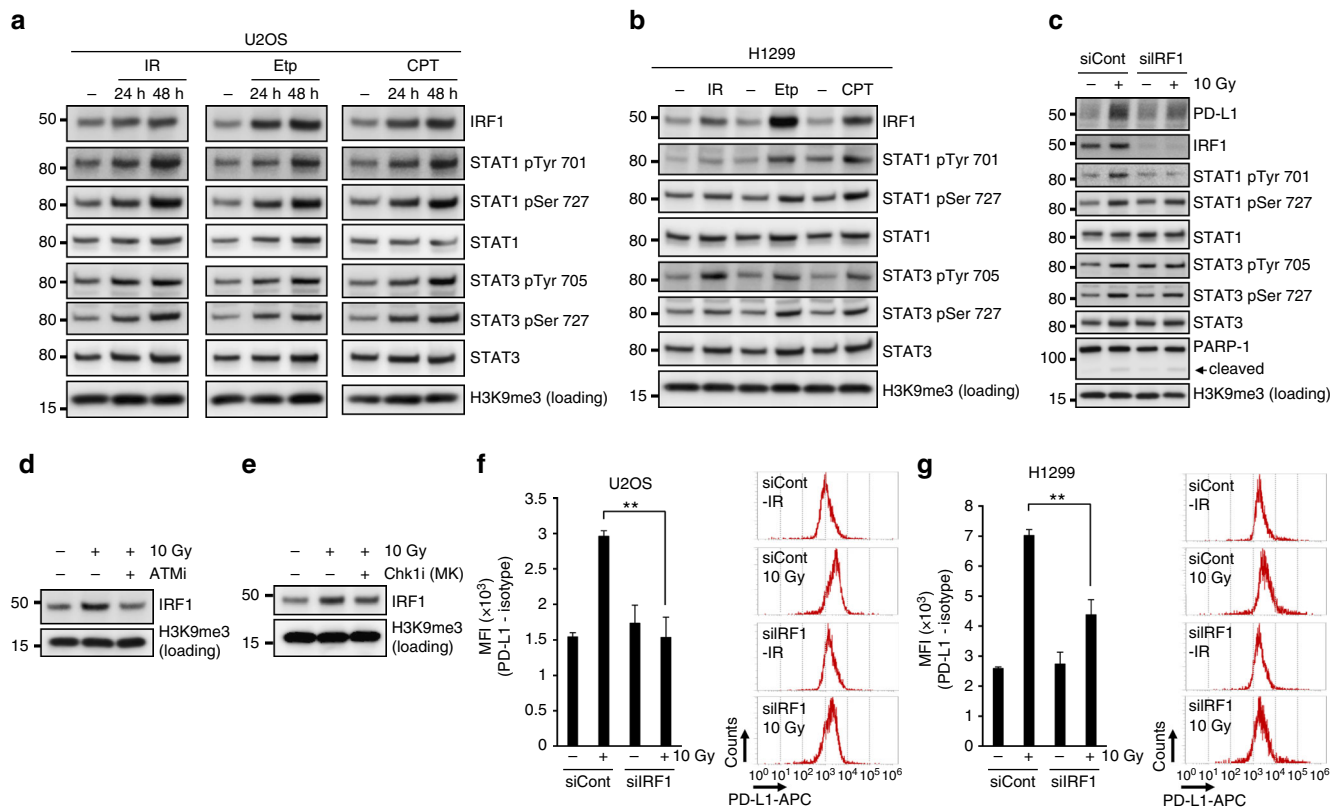 a
U2OS
IR Etp CPT
– 24 h 48 h – 24 h 48 h – 24 h 48 h
50 IRF1
80 STAT1 pTyr 701
80 STAT1 pSer 727
80 STAT1
80 STAT3 pTyr 705
80 STAT3 pSer 727
80 STAT3
15 H3K9me3 (loading)
b
H1299
– IR – Etp – CPT
50 IRF1
80 STAT1 pTyr 701
80 STAT1 pSer 727
80 STAT1
80 STAT3 pTyr 705
80 STAT3 pSer 727
80 STAT3
15 H3K9me3 (loading)
c
siCont siIRF1
– + – + 10 Gy
50 PD-L1
50 IRF1
80 STAT1 pTyr 701
80 STAT1 pSer 727
80 STAT1
80 STAT3 pTyr 705
80 STAT3 pSer 727
80 STAT3
PARP-1
100
cleaved
15 H3K9me3 (loading)
d
– + + 10 Gy
– – + ATMi
50 IRF1
15 H3K9me3
(loading)
e
– + + 10 Gy
– – + Chk1i (MK)
50 IRF1
15 H3K9me3
(loading)
f
U2OS
MFI (×10³)
(PD-L1 - isotype)
3.5
3
2.5
2
1.5
1
0.5
0
**
– + – + 10 Gy
siCont siIRF1
siCont
-IR
siCont
10 Gy
siIRF1
-IR
siIRF1
10 Gy
Counts
10⁰ 10¹ 10² 10³ 10⁴ 10⁵ 10⁶
PD-L1-APC
g
H1299
MFI (×10³)
(PD-L1 - isotype)
8
7
6
5
4
3
2
1
0
**
– + – + 10 Gy
siCont siIRF1
siCont
-IR
siCont
10 Gy
siIRF1
-IR
siIRF1
10 Gy
Counts
10⁰ 10¹ 10² 10³ 10⁴ 10⁵ 10⁶
PD-L1-APC